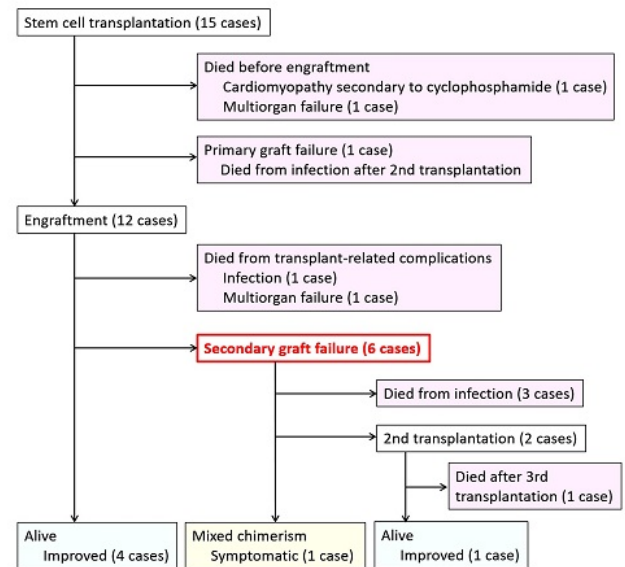 Stem cell transplantation (15 cases)
Died before engraftment
Cardiomyopathy secondary to cyclophosphamide (1 case)
Multiorgan failure (1 case)
Primary graft failure (1 case)
Died from infection after 2nd transplantation
Engraftment (12 cases)
Died from transplant-related complications
Infection (1 case)
Multiorgan failure (1 case)
Secondary graft failure (6 cases)
Died from infection (3 cases)
2nd transplantation (2 cases)
Died after 3rd
transplantation (1 case)
Alive
Improved (4 cases)
Mixed chimerism
Symptomatic (1 case)
Alive
Improved (1 case)